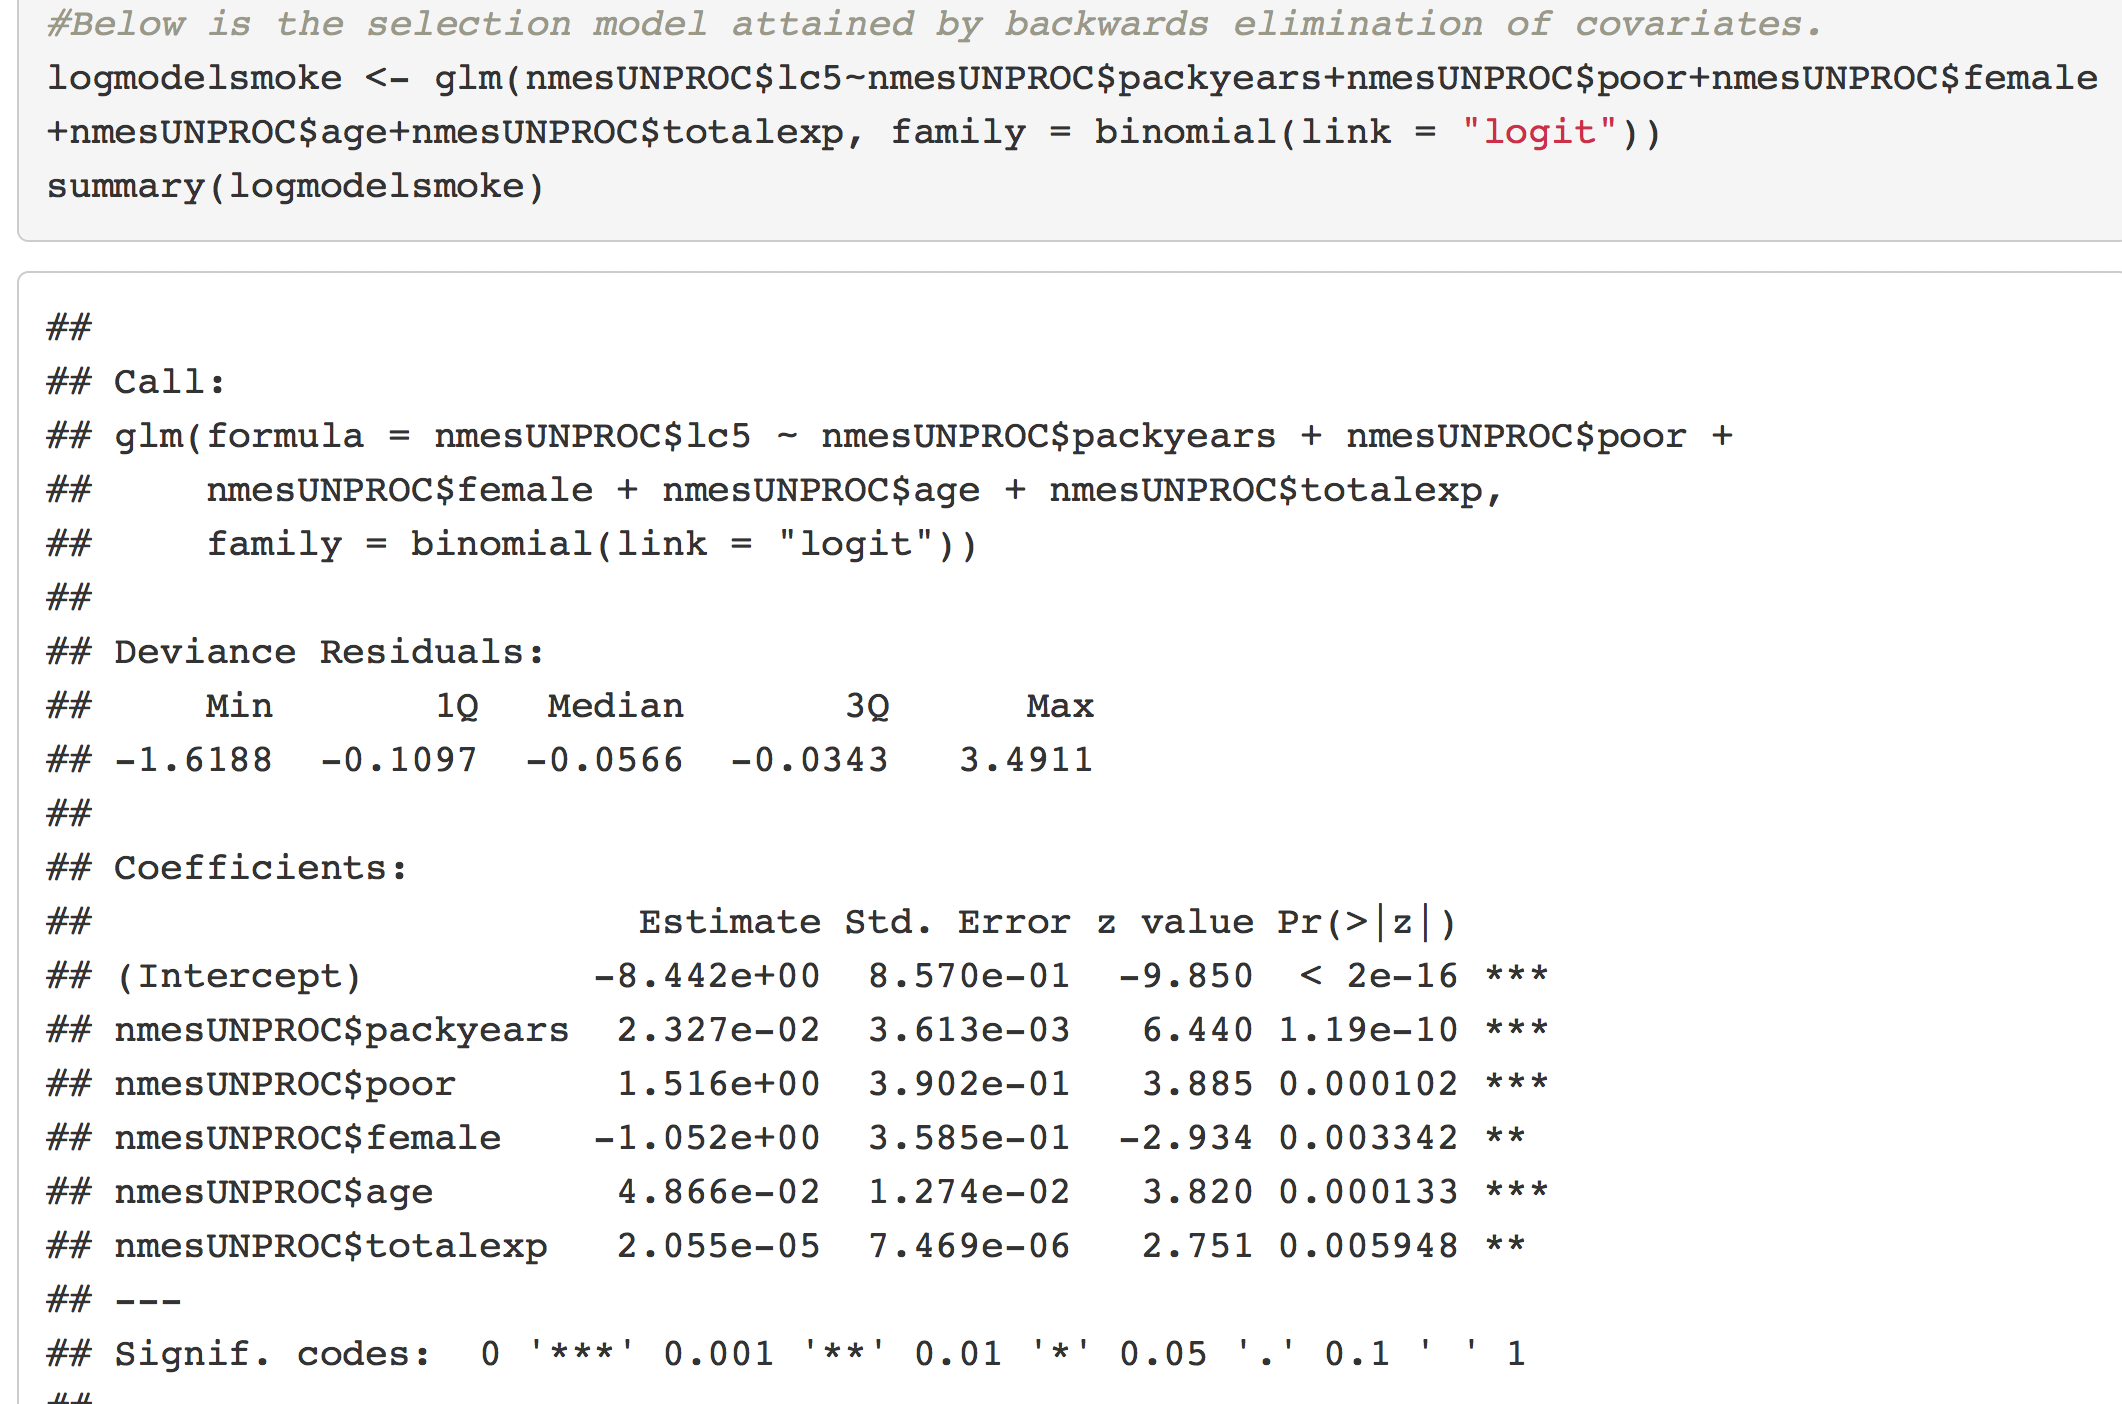 #Below is the selection model attained by backwards elimination of covariates.
logmodelsmoke <- glm(nmesUNPROC$lc5~nmesUNPROC$packyears+nmesUNPROC$poor+nmesUNPROC$female
+nmesUNPROC$age+nmesUNPROC$totalexp, family = binomial(link = "logit"))
summary(logmodelsmoke)
##
## Call:
## glm(formula = nmesUNPROC$lc5 ~ nmesUNPROC$packyears + nmesUNPROC$poor +
##     nmesUNPROC$female + nmesUNPROC$age + nmesUNPROC$totalexp,
##     family = binomial(link = "logit"))
##
## Deviance Residuals:
##     Min       1Q   Median       3Q      Max
## -1.6188  -0.1097  -0.0566  -0.0343   3.4911
##
## Coefficients:
##                        Estimate Std. Error z value Pr(>|z|)
## (Intercept)          -8.442e+00  8.570e-01  -9.850  < 2e-16 ***
## nmesUNPROC$packyears  2.327e-02  3.613e-03   6.440 1.19e-10 ***
## nmesUNPROC$poor       1.516e+00  3.902e-01   3.885 0.000102 ***
## nmesUNPROC$female    -1.052e+00  3.585e-01  -2.934 0.003342 **
## nmesUNPROC$age        4.866e-02  1.274e-02   3.820 0.000133 ***
## nmesUNPROC$totalexp   2.055e-05  7.469e-06   2.751 0.005948 **
## ---
## Signif. codes:  0 '***' 0.001 '**' 0.01 '*' 0.05 '.' 0.1 ' ' 1
##